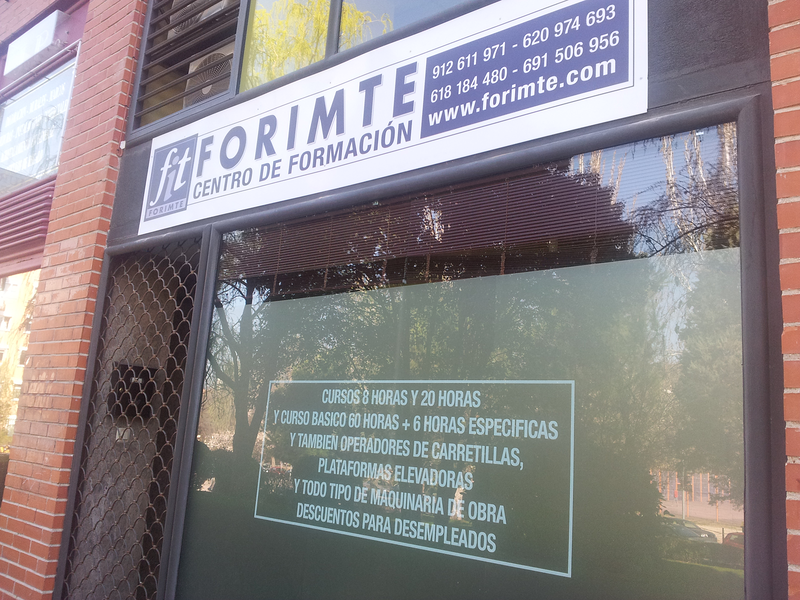 fit
FORIMTE
FORIMTE
CENTRO DE FORMACIÓN
912 611 971 - 620 974 693
618 184 480 - 691 506 956
www.forimte.com
CURSOS 8 HORAS Y 20 HORAS
Y CURSO BASICO 60 HORAS + 6 HORAS ESPECIFICAS
Y TAMBIEN OPERADORES DE CARRETILLAS,
PLATAFORMAS ELEVADORAS
Y TODO TIPO DE MAQUINARIA DE OBRA
DESCUENTOS PARA DESEMPLEADOS